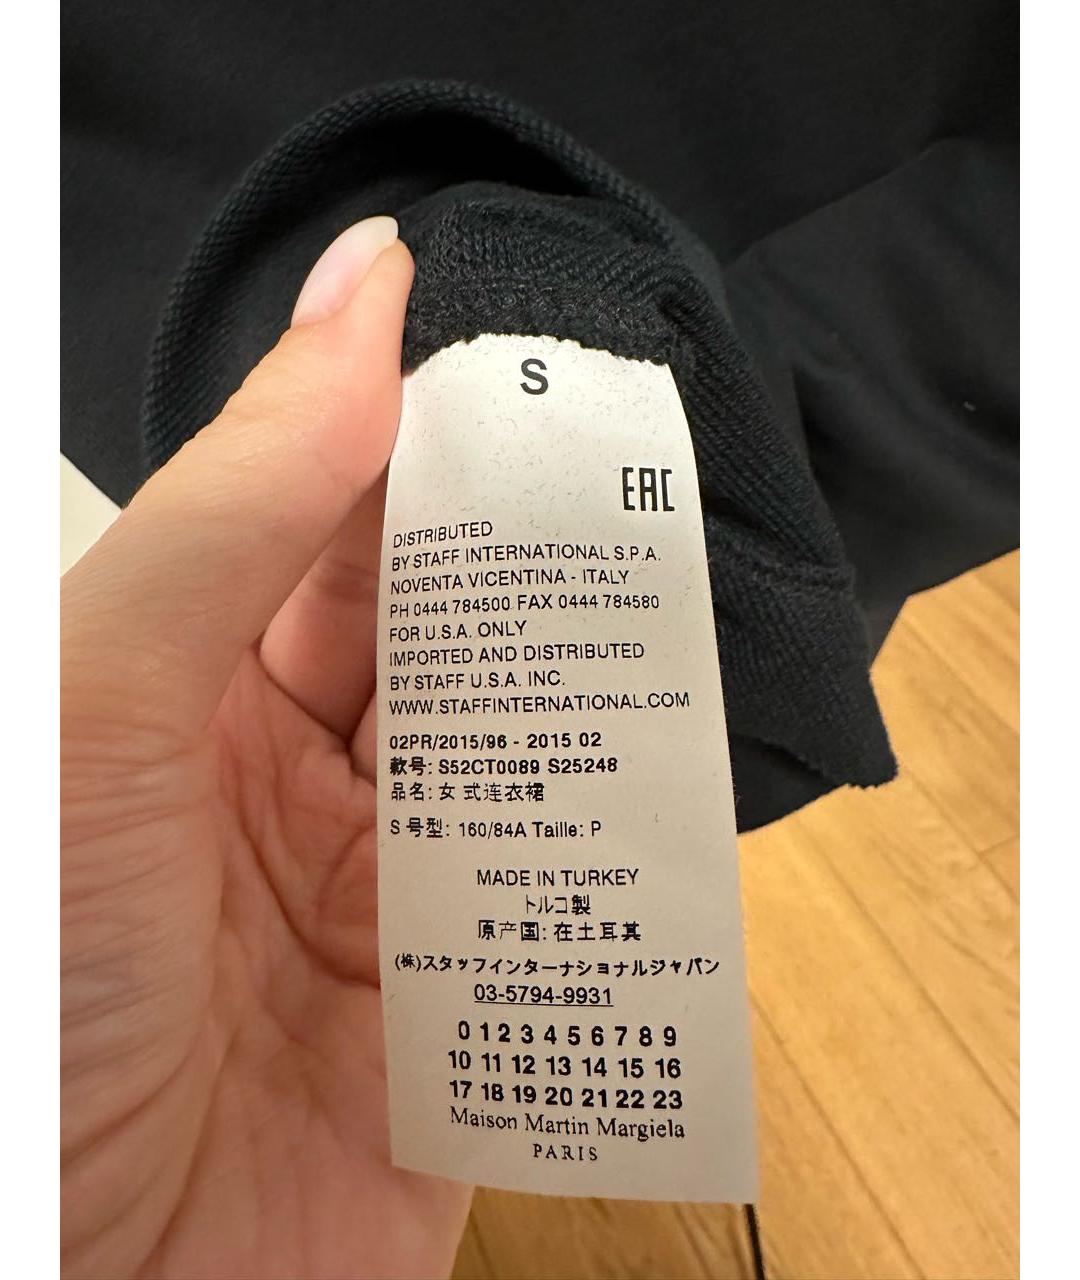 S
EAC
DISTRIBUTED
BY STAFF INTERNATIONAL S.P.A.
NOVENTA VICENTINA - ITALY
PH 0444 784500 FAX 0444 784580
FOR U.S.A. ONLY
IMPORTED AND DISTRIBUTED
BY STAFF U.S.A. INC.
WWW.STAFFINTERNATIONAL.COM
02PR/2015/96 - 2015 02
款号: S52CT0089 S25248
品名: 女 式连衣裙
S 号型: 160/84A Taille: P
MADE IN TURKEY
トルコ製
原产国: 在土耳其
(株)スタッフインターナショナルジャパン
03-5794-9931
0 1 2 3 4 5 6 7 8 9
10 11 12 13 14 15 16
17 18 19 20 21 22 23
Maison Martin Margiela
PARIS